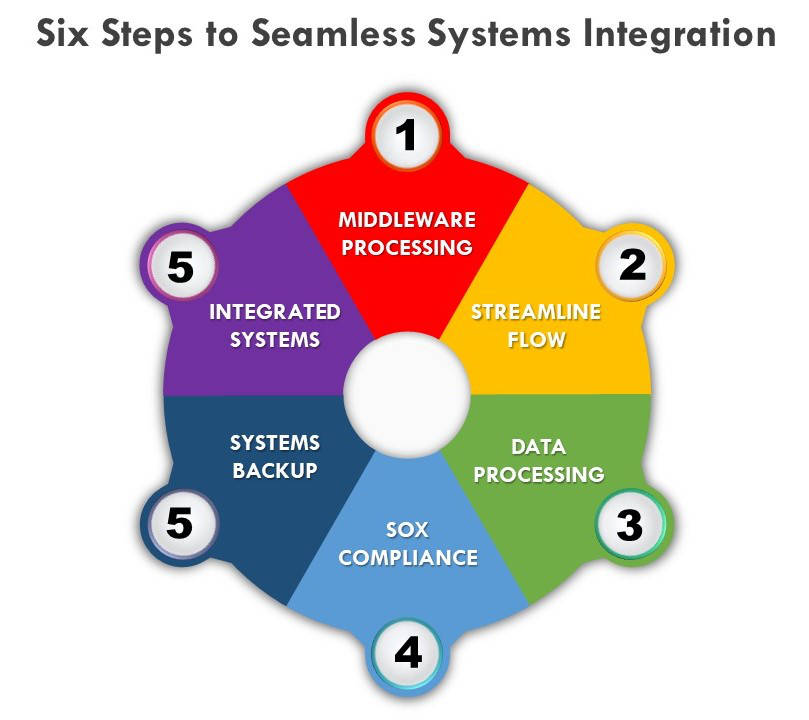 Six Steps to Seamless Systems Integration
1
MIDDLEWARE
PROCESSING
2
STREAMLINE
FLOW
3
DATA
PROCESSING
4
SOX
COMPLIANCE
5
SYSTEMS
BACKUP
5
INTEGRATED
SYSTEMS